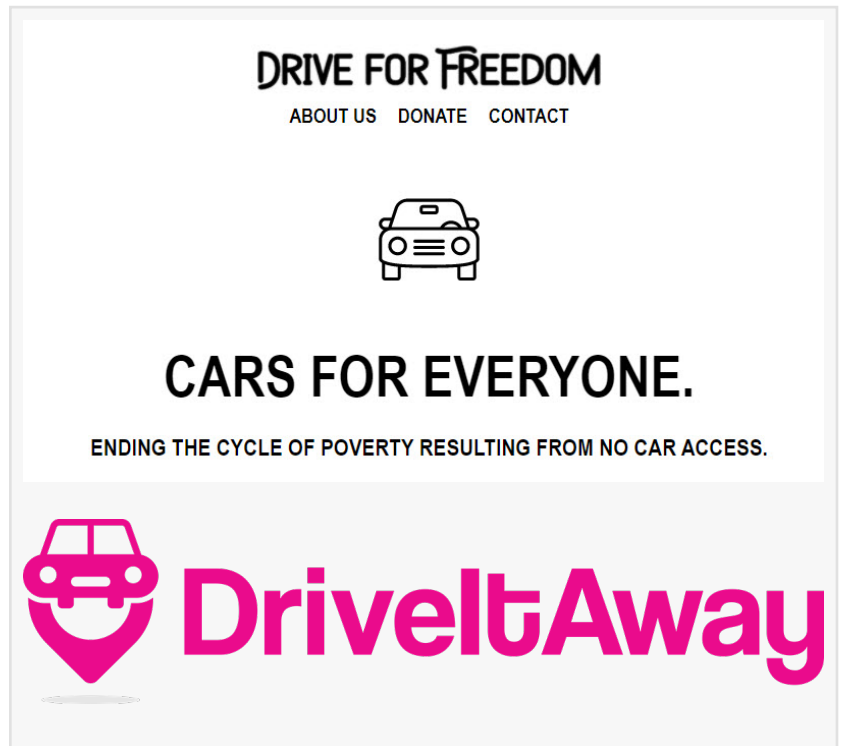 DRIVE FOR FREEDOM
ABOUT US DONATE CONTACT
CARS FOR EVERYONE.
ENDING THE CYCLE OF POVERTY RESULTING FROM NO CAR ACCESS.
DriveItAway